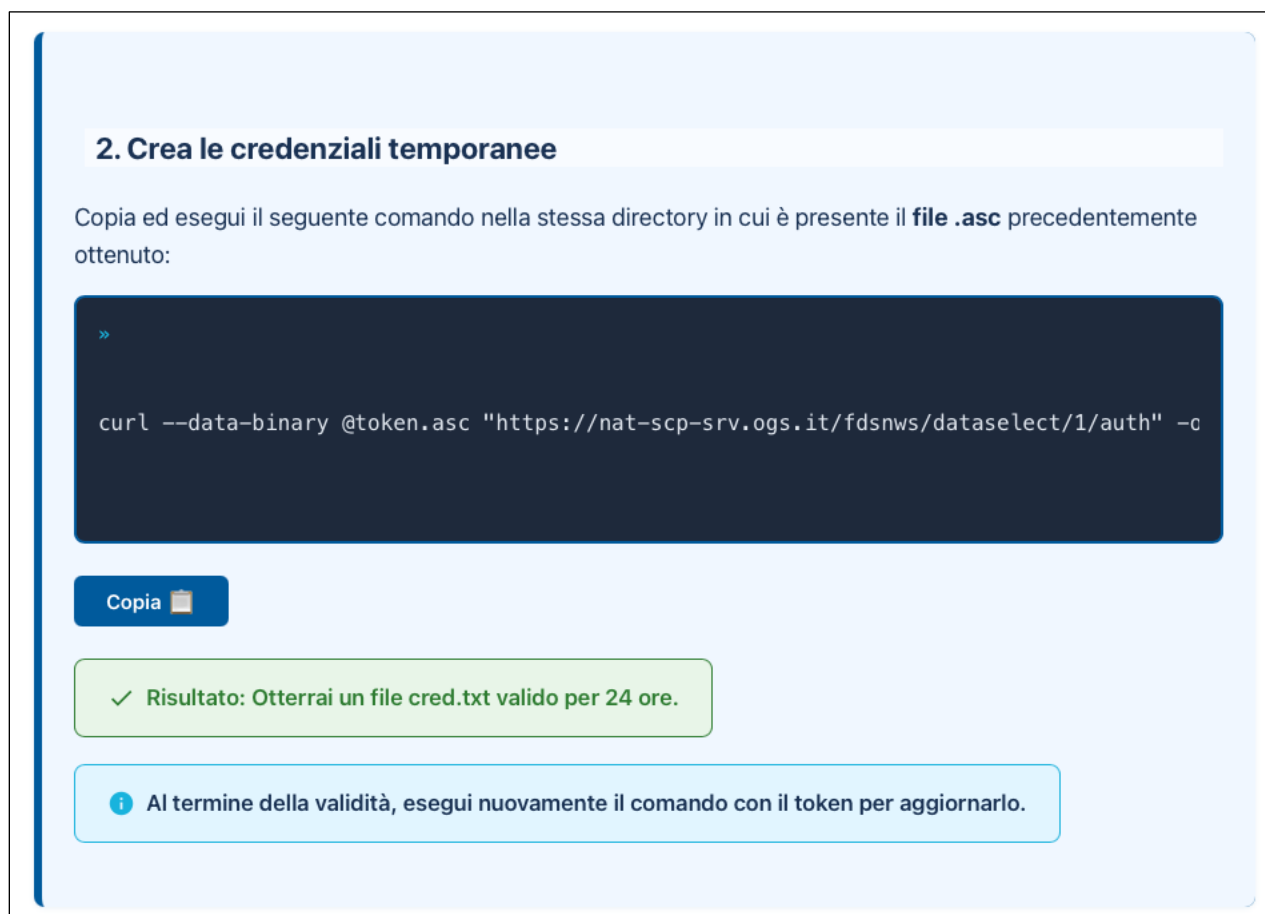 2. Crea le credenziali temporanee
Copia ed esegui il seguente comando nella stessa directory in cui è presente il file .asc precedentemente
ottenuto:
»
curl --data-binary @token.asc "https://nat-scp-srv.ogs.it/fdsnws/dataselect/1/auth" -o
Copia
Risultato: Otterrai un file cred.txt valido per 24 ore.
Al termine della validità, esegui nuovamente il comando con il token per aggiornarlo.